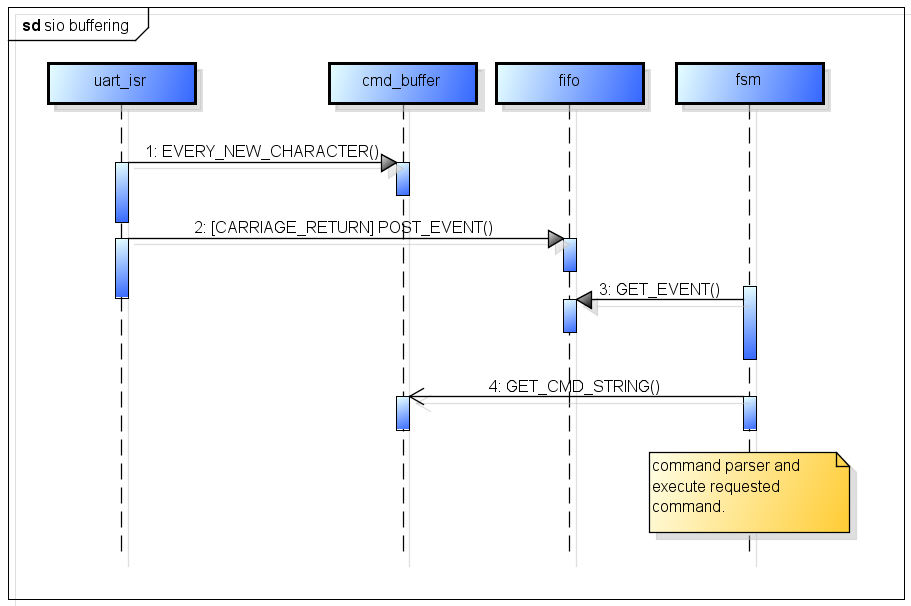 sd sio buffering
uart_isr
cmd_buffer
fifo
fsm
1: EVERY_NEW_CHARACTER()
2: [CARRIAGE_RETURN] POST_EVENT()
3: GET_EVENT()
4: GET_CMD_STRING()
command parser and
execute requested
command.